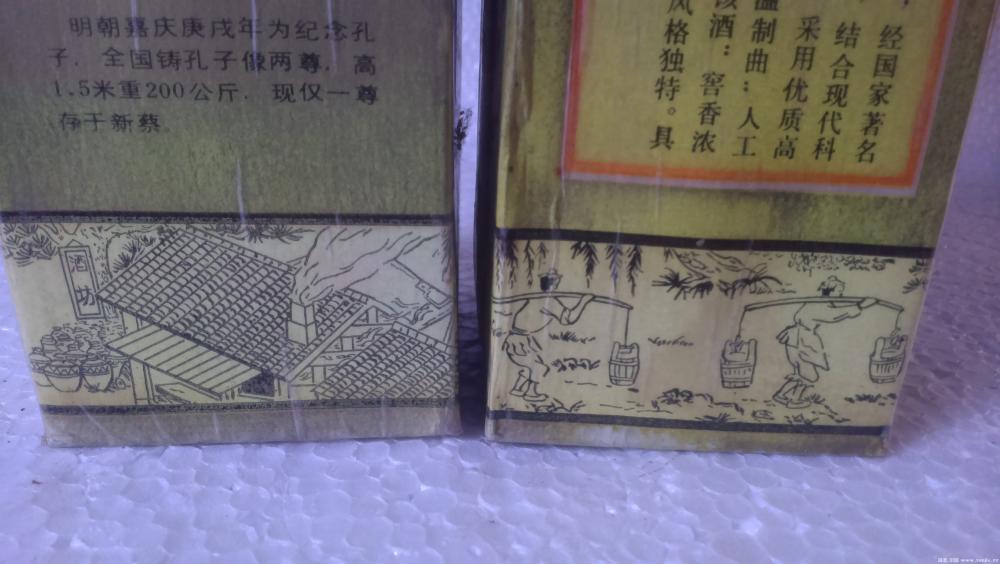 明朝嘉庆庚戌年为纪念孔
子．全国铸孔子像两尊．高
1.5米重200公斤．现仅一尊
存于新蔡。
酒坊
，经国家著名
结合现代科
采用优质高
温制曲；人工
该酒：窖香浓
风格独特。具